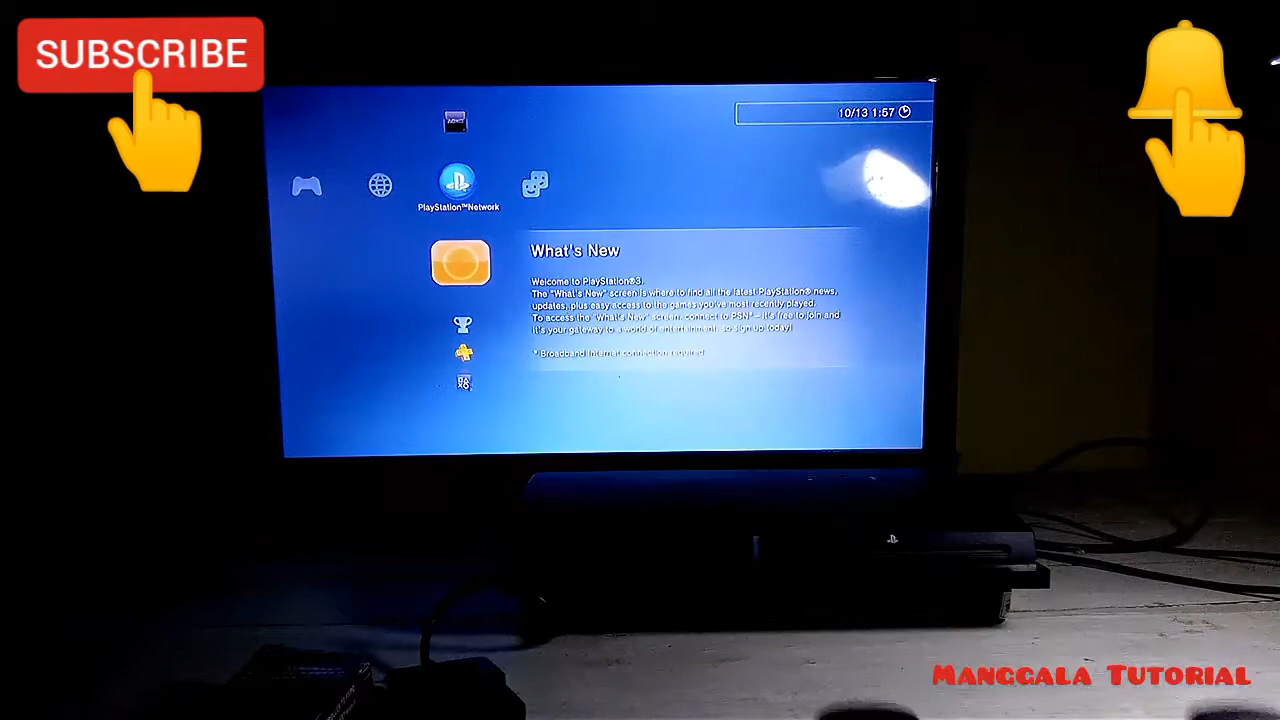 SUBSCRIBE
10/13 1:57
PlayStation™Network
What's New
Welcome to PlayStation®3.
The "What's New" screen is where to find all the latest PlayStation® news,
updates, plus easy access to the games you've most recently played.
To access the "What's New" screen, connect to PSN℠ – it's free to join and
it's your gateway to a world of entertainment, so sign up today!
* Broadband Internet connection required
Manggala Tutorial